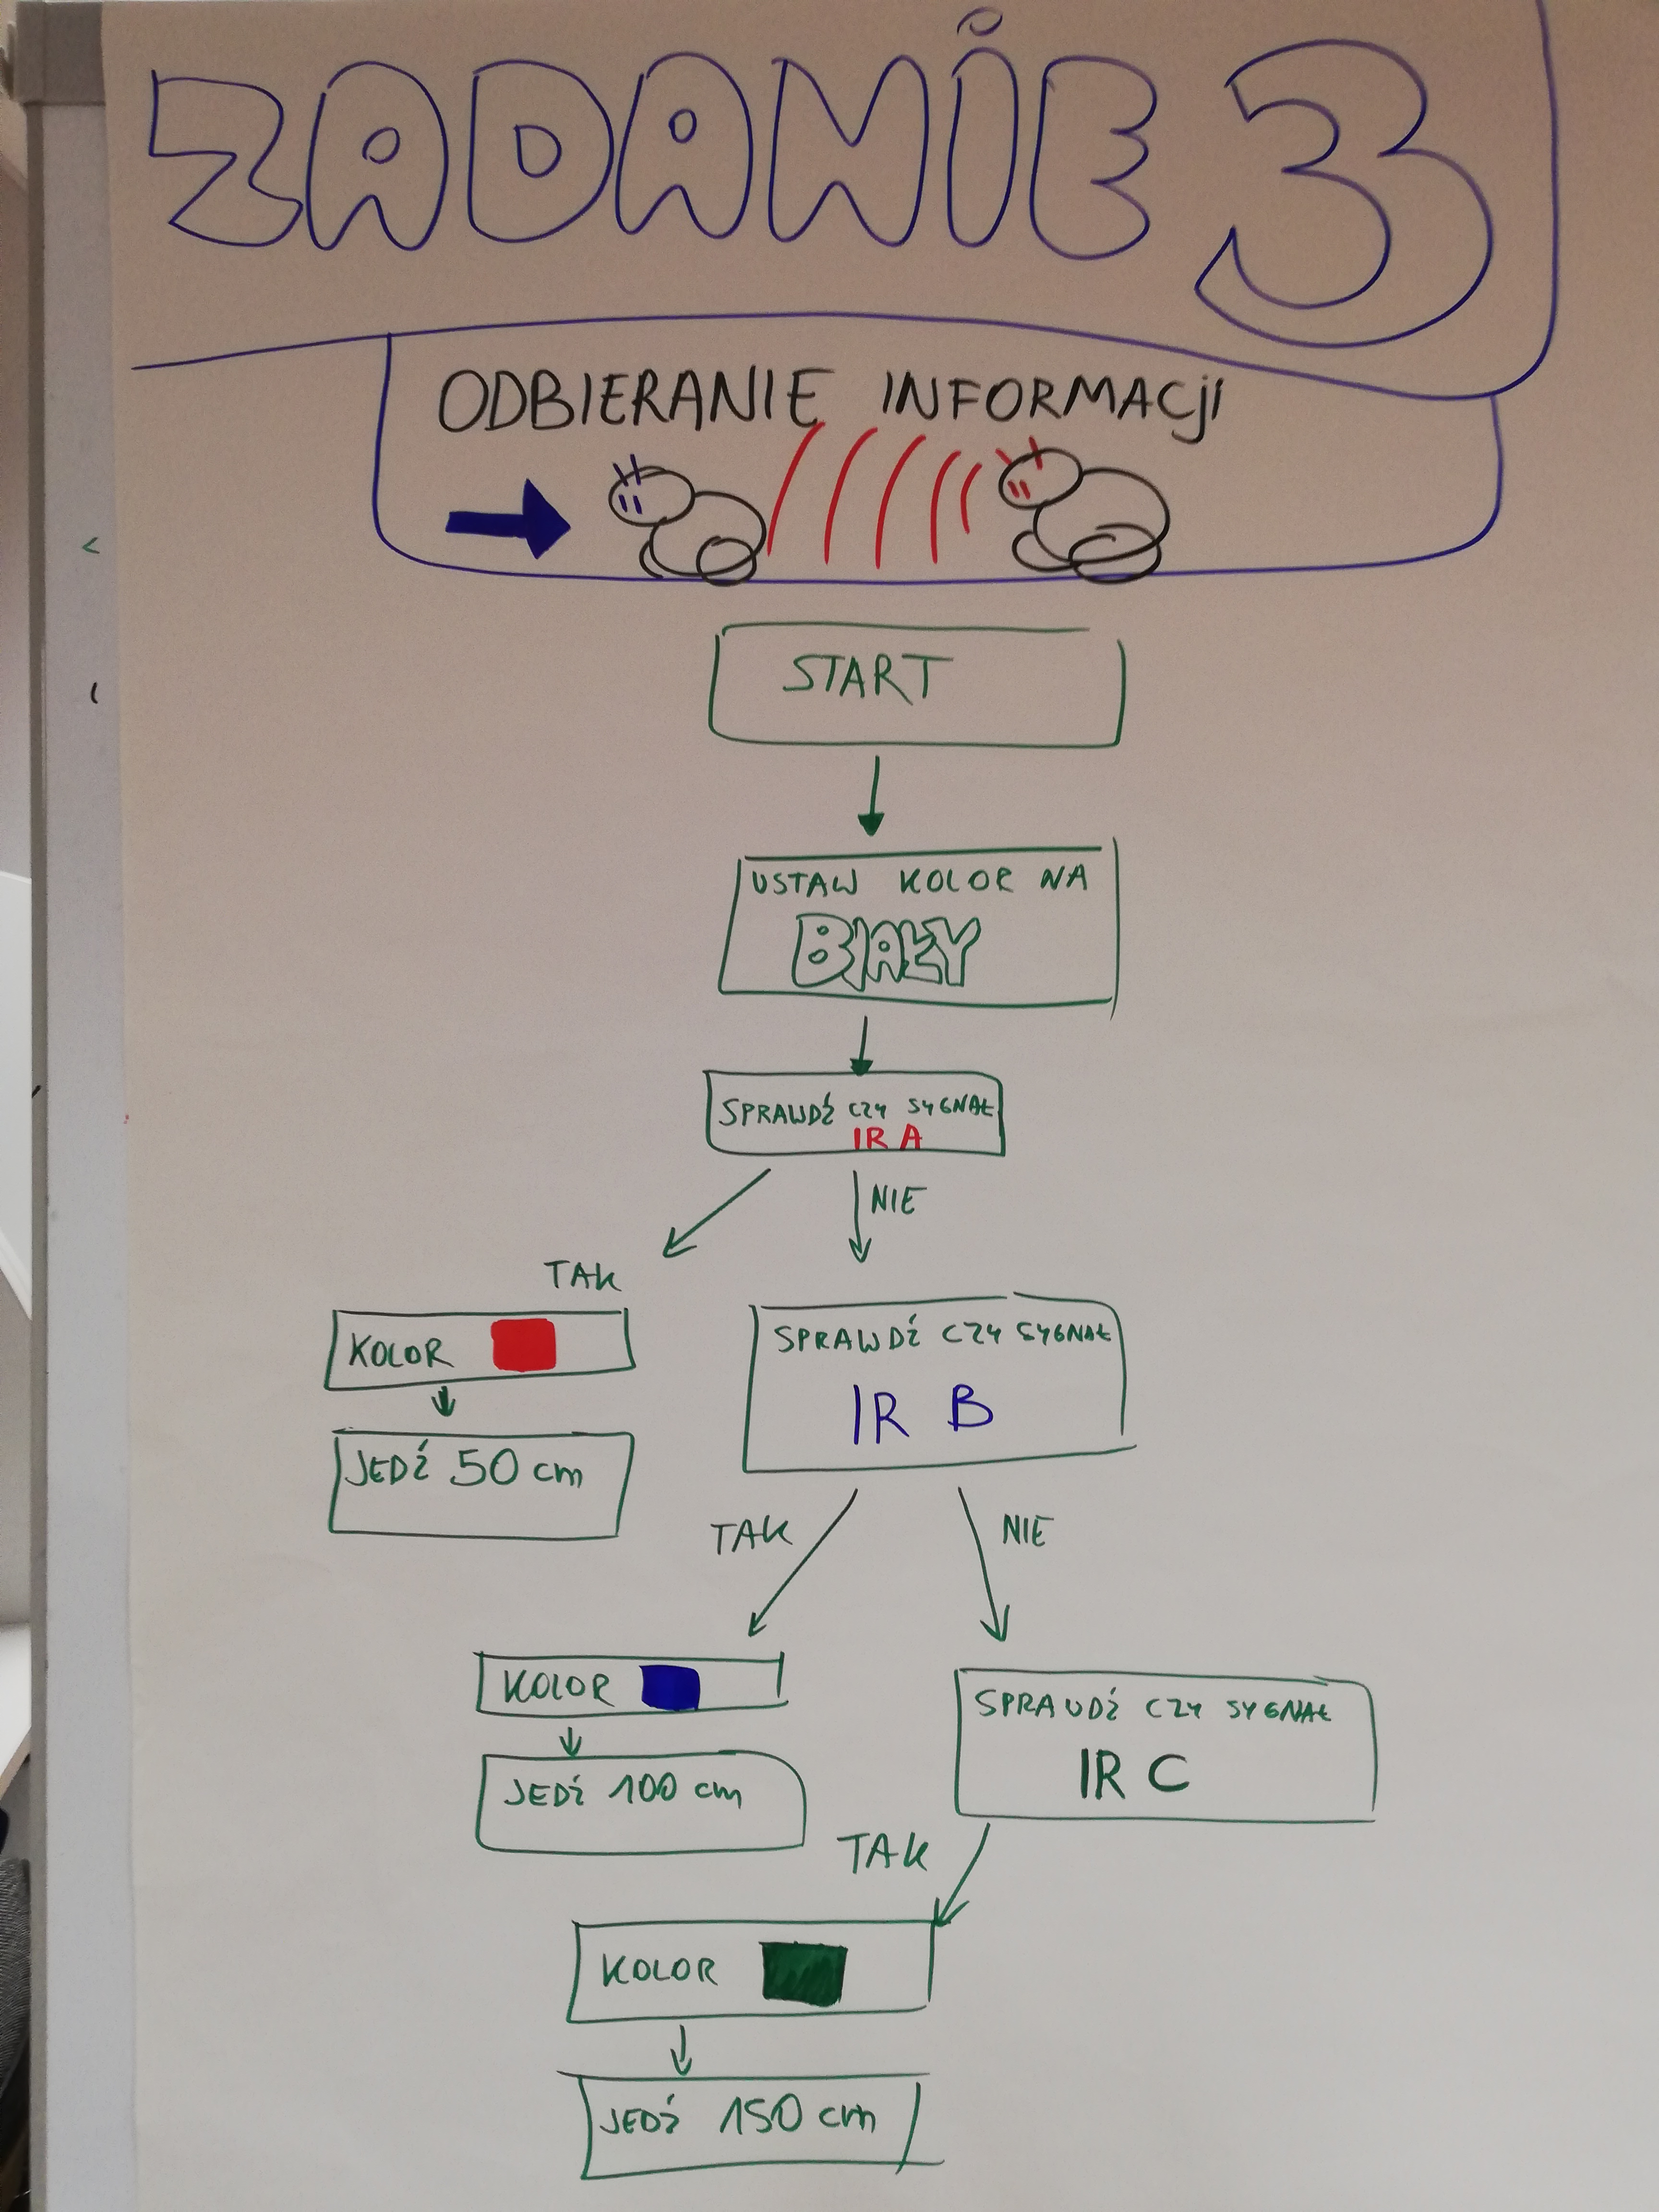 ZADANIE 3
ODBIERANIE INFORMACJI
START
USTAW KOLOR NA
BIAŁY
SPRAWDŹ CZY SYGNAŁ
IR A
NIE
TAK
KOLOR
JEDŹ 50 cm
SPRAWDŹ CZY SYGNAŁ
IR B
TAK
NIE
KOLOR
JEDŹ 100 cm
SPRAWDŹ CZY SYGNAŁ
IR C
TAK
KOLOR
JEDŹ 150 cm